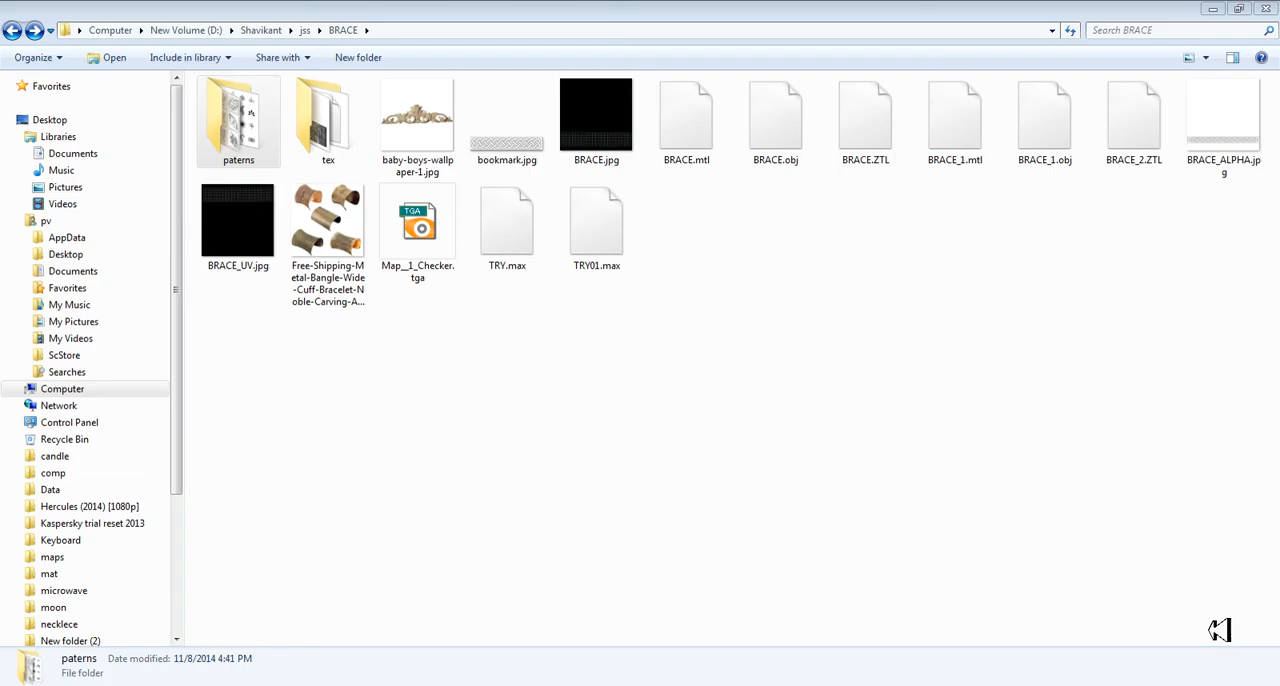 Computer New Volume (D:) Shavikant jss BRACE Search BRACE
Organize Open Include in library Share with New folder
Favorites
Desktop
Libraries
Documents
Music
Pictures
Videos
pv
AppData
Desktop
Documents
Favorites
My Music
My Pictures
My Videos
ScStore
Searches
Computer
Network
Control Panel
Recycle Bin
candle
comp
Data
Hercules (2014) [1080p]
Kaspersky trial reset 2013
Keyboard
maps
mat
microwave
moon
necklece
New folder (2)
paterns
tex
baby-boys-wallp
aper-1.jpg
bookmark.jpg
BRACE.jpg
BRACE.mtl
BRACE.obj
BRACE.ZTL
BRACE_1.mtl
BRACE_1.obj
BRACE_2.ZTL
BRACE_ALPHA.jp
g
BRACE_UV.jpg
Free-Shipping-M
etal-Bangle-Wide
-Cuff-Bracelet-N
oble-Carving-A...
TGA
Map__1_Checker.
tga
TRY.max
TRY01.max
paterns Date modified: 11/8/2014 4:41 PM
File folder